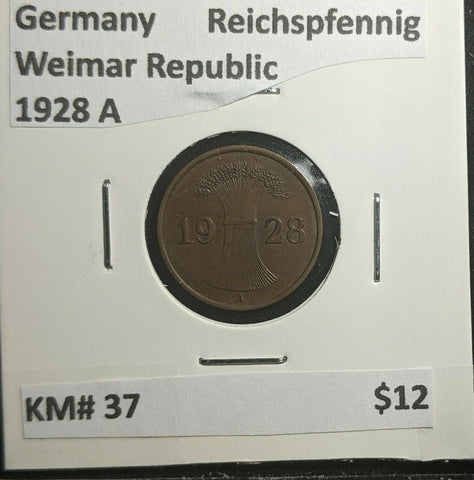 Germany Reichspfennig
Weimar Republic
1928 A
19 28
A
KM# 37 $12